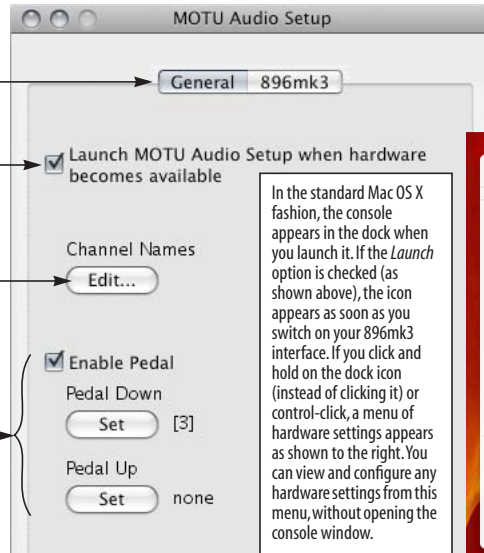 MOTU Audio Setup
General 896mk3
Launch MOTU Audio Setup when hardware
becomes available
Channel Names
Edit...
Enable Pedal
Pedal Down
Set [3]
Pedal Up
Set none
In the standard Mac OS X
fashion, the console
appears in the dock when
you launch it. If the Launch
option is checked (as
shown above), the icon
appears as soon as you
switch on your 896mk3
interface. If you click and
hold on the dock icon
(instead of clicking it) or
control-click, a menu of
hardware settings appears
as shown to the right. You
can view and configure any
hardware settings from this
menu, without opening the
console window.